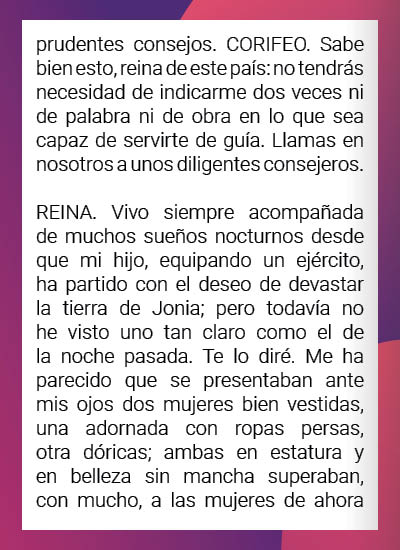 prudentes consejos. CORIFEO. Sabe
bien esto, reina de este país: no tendrás
necesidad de indicarme dos veces ni
de palabra ni de obra en lo que sea
capaz de servirte de guía. Llamas en
nosotros a unos diligentes consejeros.

REINA. Vivo siempre acompañada
de muchos sueños nocturnos desde
que mi hijo, equipando un ejército,
ha partido con el deseo de devastar
la tierra de Jonia; pero todavía no
he visto uno tan claro como el de
la noche pasada. Te lo diré. Me ha
parecido que se presentaban ante
mis ojos dos mujeres bien vestidas,
una adornada con ropas persas,
otra dóricas; ambas en estatura y
en belleza sin mancha superaban,
con mucho, a las mujeres de ahora